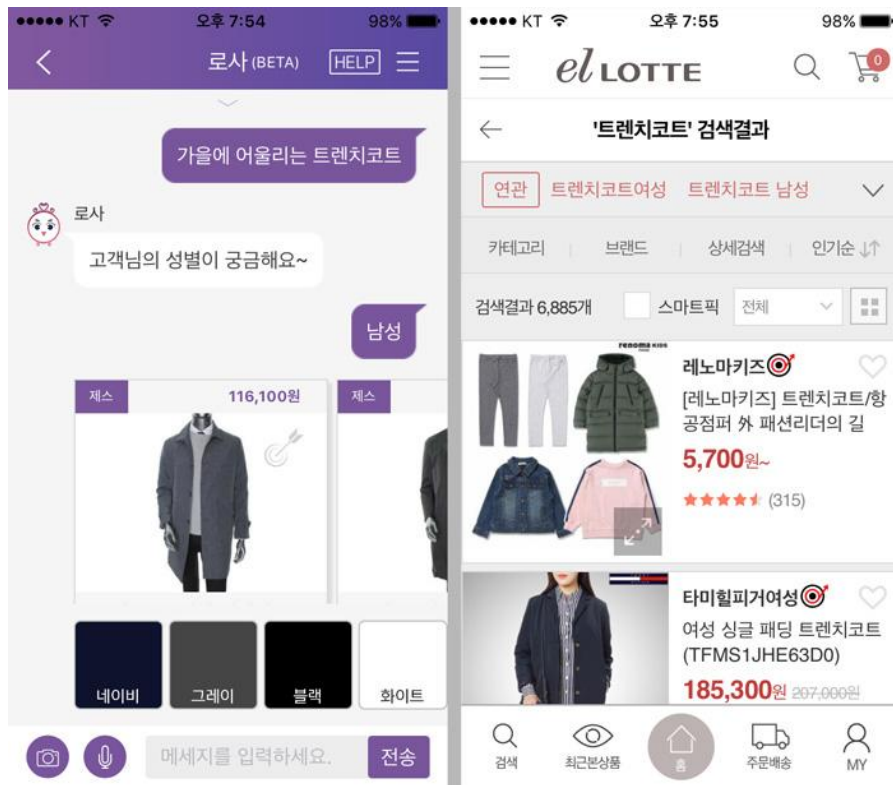 KT 오후 7:54 98%
로사 (BETA) HELP
가을에 어울리는 트렌치코트
로사
고객님의 성별이 궁금해요~
남성
제스 116,100원 제스
네이비 그레이 블랙 화이트
메세지를 입력하세요. 전송
KT 오후 7:55 98%
el LOTTE 0
'트렌치코트' 검색결과
연관 트렌치코트여성 트렌치코트 남성
카테고리 브랜드 상세검색 인기순
검색결과 6,885개 스마트픽 전체
renoma KIDS
레노마키즈
[레노마키즈] 트렌치코트/항
공점퍼 外 패션리더의 길
5,700원~
(315)
타미힐피거여성
여성 싱글 패딩 트렌치코트
(TFMS1JHE63D0)
185,300원 207,000원
검색 최근본상품 홈 주문배송 MY